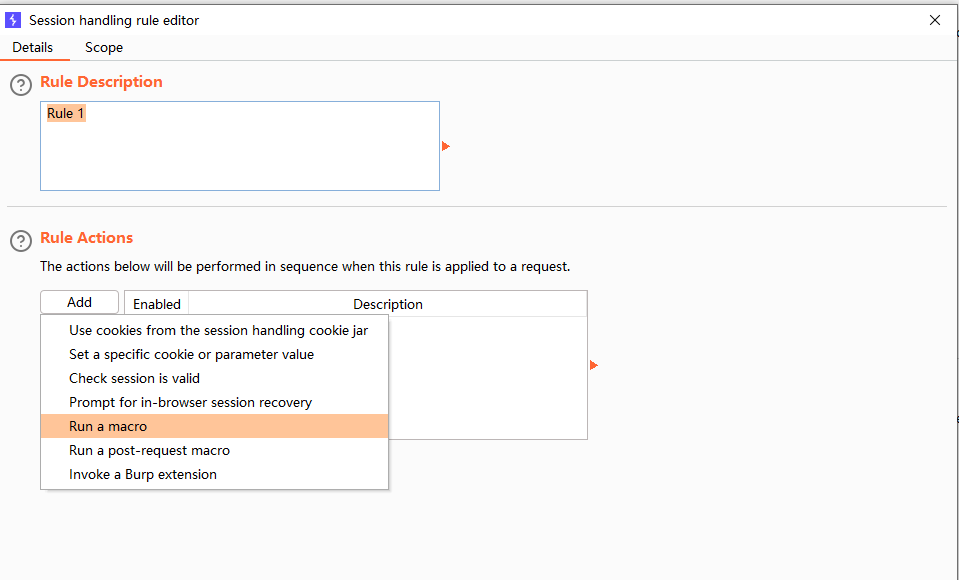 Session handling rule editor
Details Scope
Rule Description
Rule 1
Rule Actions
The actions below will be performed in sequence when this rule is applied to a request.
Add Enabled Description
Use cookies from the session handling cookie jar
Set a specific cookie or parameter value
Check session is valid
Prompt for in-browser session recovery
Run a macro
Run a post-request macro
Invoke a Burp extension